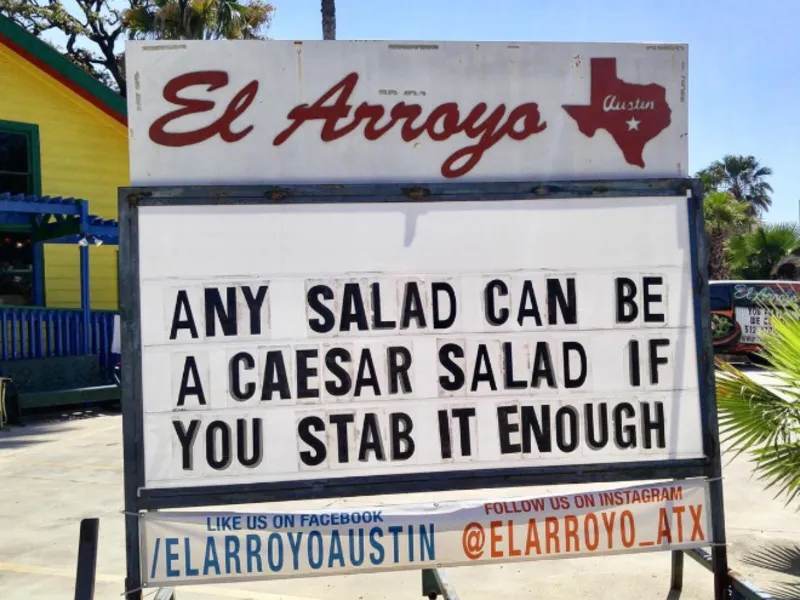 El Arroyo
Austin
ANY SALAD CAN BE
A CAESAR SALAD IF
YOU STAB IT ENOUGH
LIKE US ON FACEBOOK
/ELARROYOAUSTIN
FOLLOW US ON INSTAGRAM
@ELARROYO_ATX